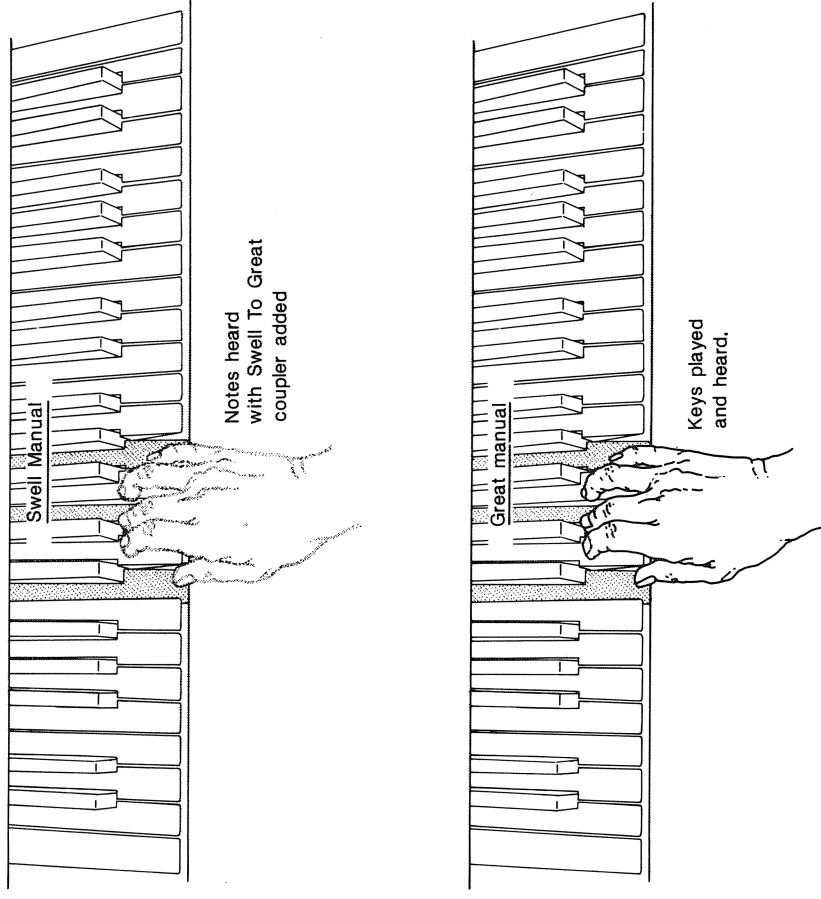 Swell Manual
Notes heard
with Swell To Great
coupler added
Great manual
Keys played
and heard.